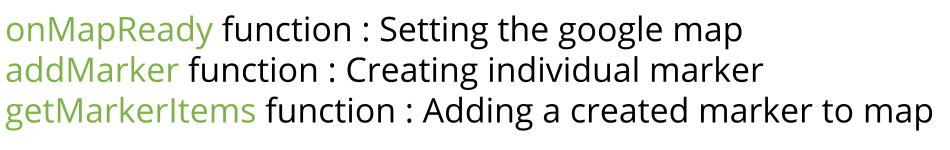 onMapReady function : Setting the google map
addMarker function : Creating individual marker
getMarkerItems function : Adding a created marker to map